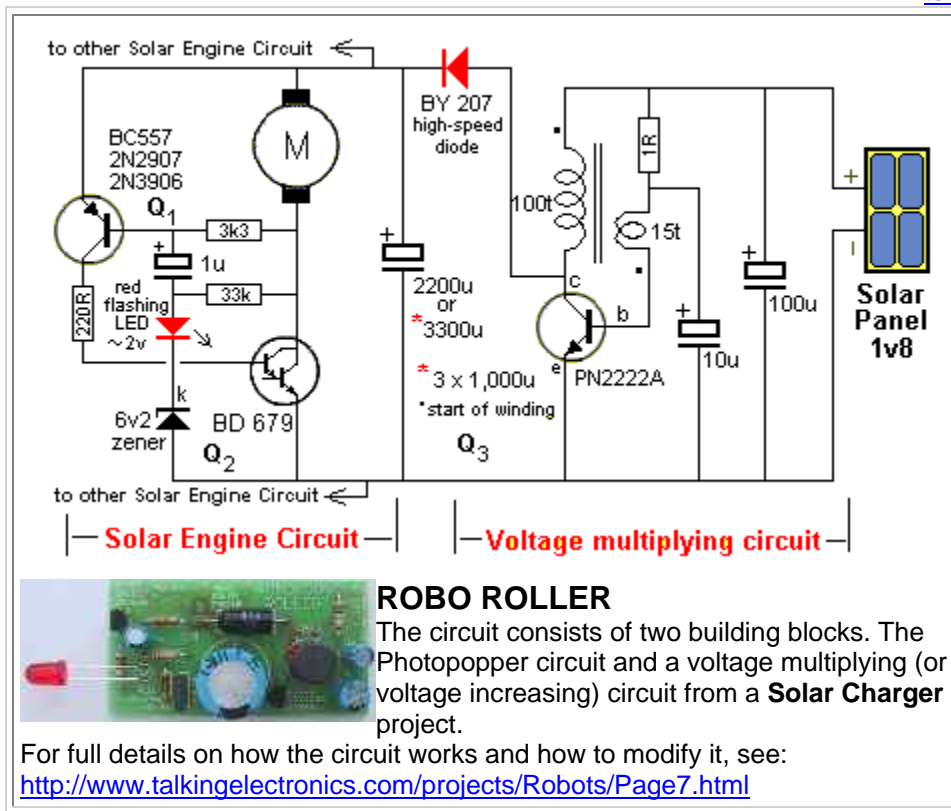 to other Solar Engine Circuit
BY 207
high-speed
diode
BC557
2N2907
2N3906
Q1
M
3k3
+
1u
33k
220R
red
flashing
LED
~2v
k
6v2
zener
BD 679
Q2
+
2200u
or
*3300u
* 3 x 1,000u
•start of winding
Q3
100t
1R
15t
c
b
e
PN2222A
+
10u
+
100u
+
–
Solar
Panel
1v8
to other Solar Engine Circuit
Solar Engine Circuit
Voltage multiplying circuit
ROBO ROLLER
The circuit consists of two building blocks. The
Photopopper circuit and a voltage multiplying (or
voltage increasing) circuit from a Solar Charger
project.
For full details on how the circuit works and how to modify it, see:
http://www.talkingelectronics.com/projects/Robots/Page7.html